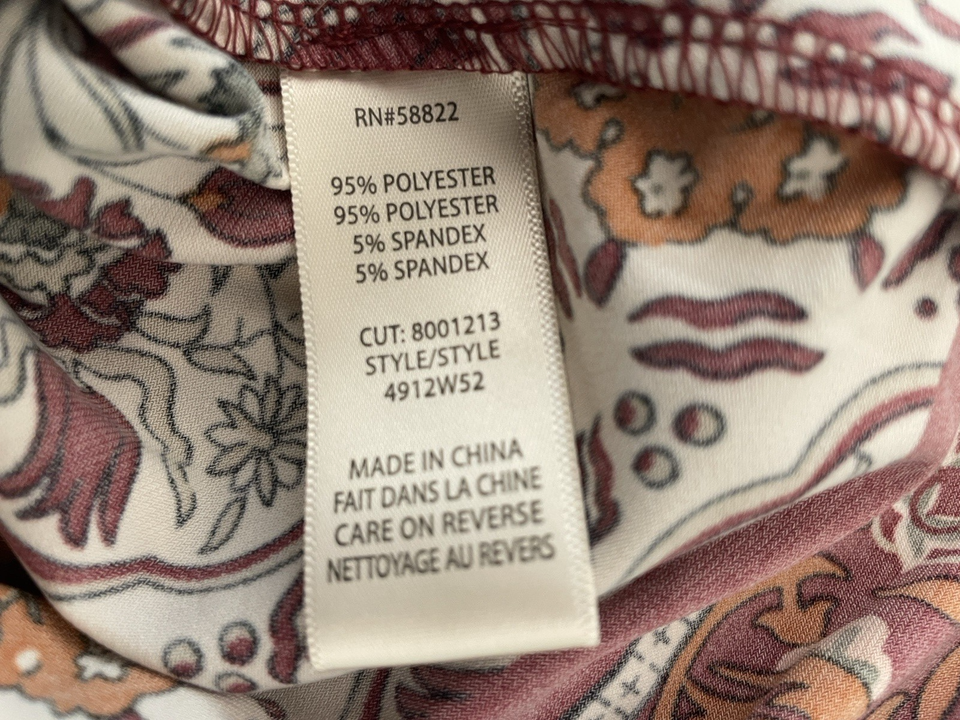 RN#58822
95% POLYESTER
95% POLYESTER
5% SPANDEX
5% SPANDEX
CUT: 8001213
STYLE/STYLE
4912W52
MADE IN CHINA
FAIT DANS LA CHINE
CARE ON REVERSE
NETTOYAGE AU REVERS